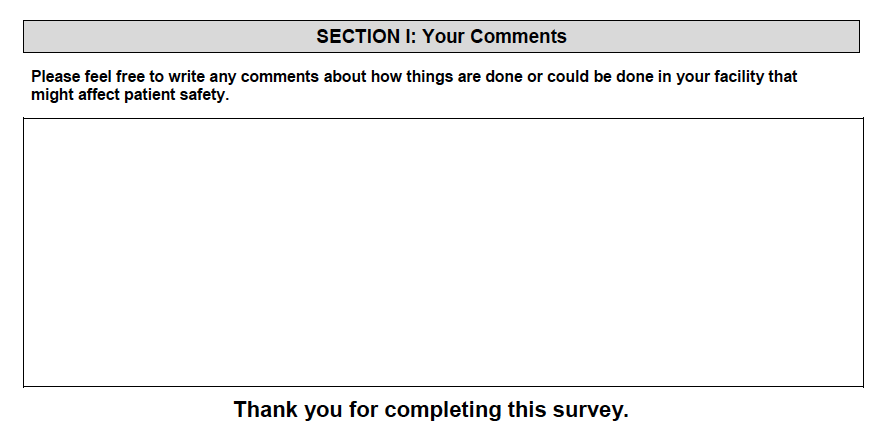 SECTION I: Your Comments
Please feel free to write any comments about how things are done or could be done in your facility that
might affect patient safety.
Thank you for completing this survey.